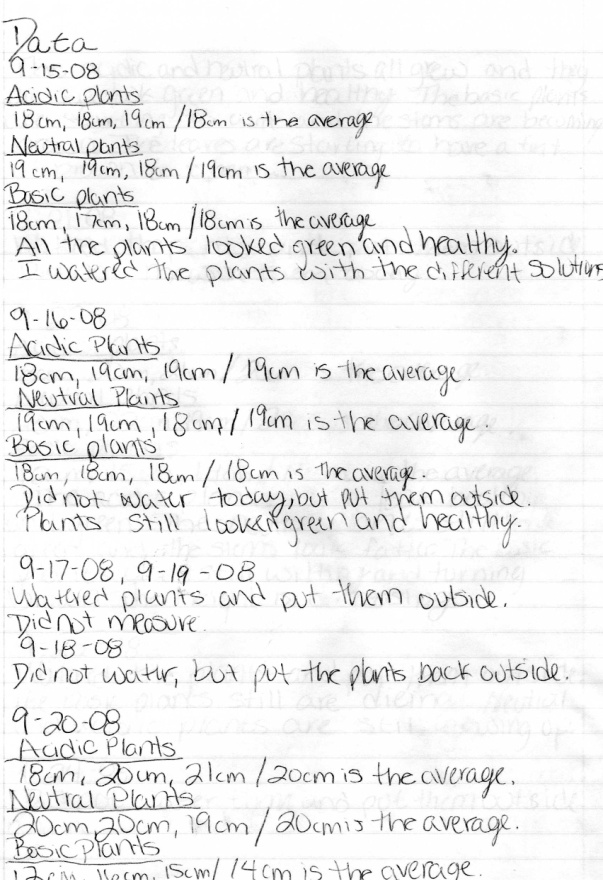 Data
9-15-08
Acidic plants
18cm, 18cm, 19cm / 18cm is the average
Neutral plants
19cm, 19cm, 18cm / 19cm is the average
Basic plants
18cm, 17cm, 18cm / 18cm is the average
All the plants looked green and healthy.
I watered the plants with the different solutions
9-16-08
Acidic Plants
18cm, 19cm, 19cm / 19cm is the average.
Neutral Plants
19cm, 19cm, 18cm / 19cm is the average.
Basic plants
18cm, 18cm, 18cm / 18cm is the average.
Did not water today, but put them outside.
Plants still looken green and healthy.
9-17-08, 9-19-08
Watered plants and put them outside.
Did not measure.
9-18-08
Did not water, but put the plants back outside.
9-20-08
Acidic Plants
18cm, 20cm, 21cm / 20cm is the average.
Neutral Plants
20cm, 20cm, 19cm / 20cm is the average.
Basic Plants
15cm / 14cm is the average.